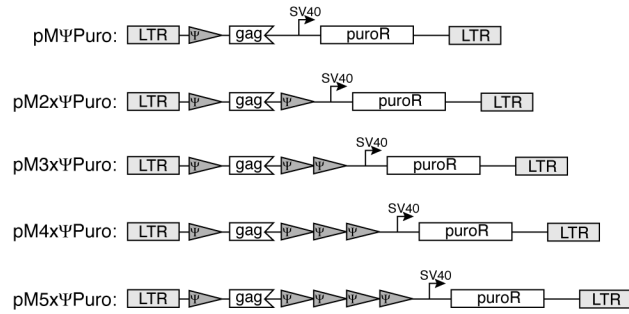 pMΨPuro: LTR Ψ gag SV40 puroR LTR
pM2xΨPuro: LTR Ψ gag Ψ SV40 puroR LTR
pM3xΨPuro: LTR Ψ gag Ψ Ψ SV40 puroR LTR
pM4xΨPuro: LTR Ψ gag Ψ Ψ Ψ SV40 puroR LTR
pM5xΨPuro: LTR Ψ gag Ψ Ψ Ψ Ψ SV40 puroR LTR